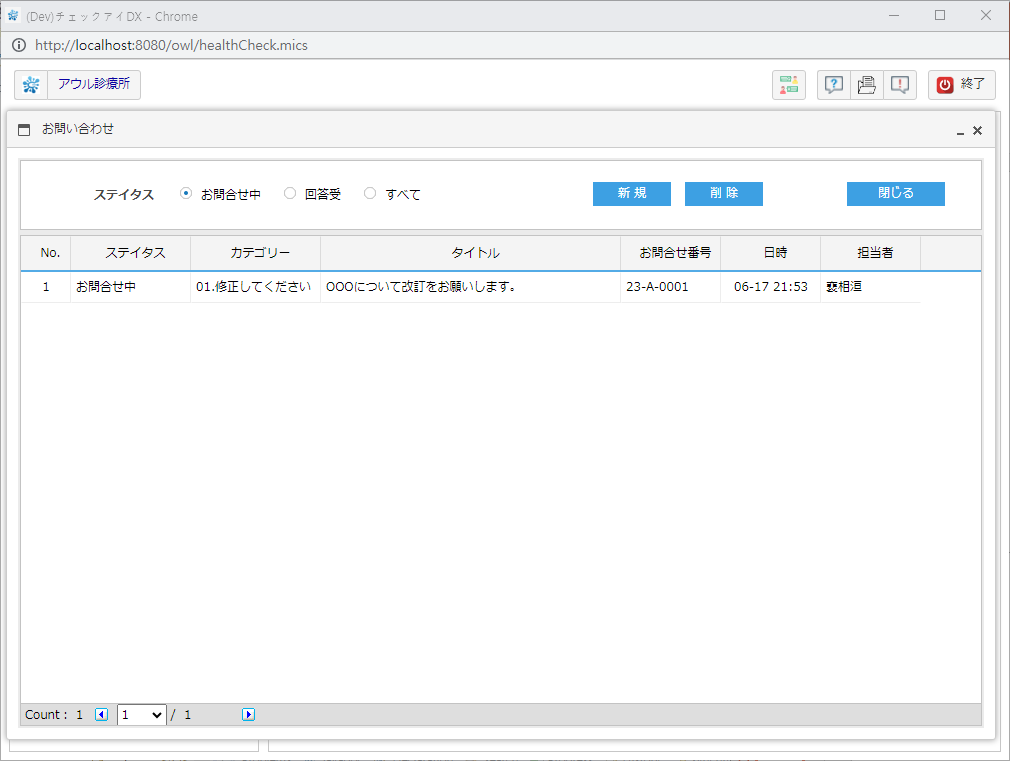 (Dev)チェックアイDX - Chrome
http://localhost:8080/owl/healthCheck.mics
アウル診療所
終了
お問い合わせ
ステイタス お問合せ中 回答受 すべて 新 規 削 除 閉じる
No. ステイタス カテゴリー タイトル お問合せ番号 日時 担当者
1 お問合せ中 01.修正してください OOOについて改訂をお願いします。 23-A-0001 06-17 21:53 裵相洹
Count : 1 1 / 1